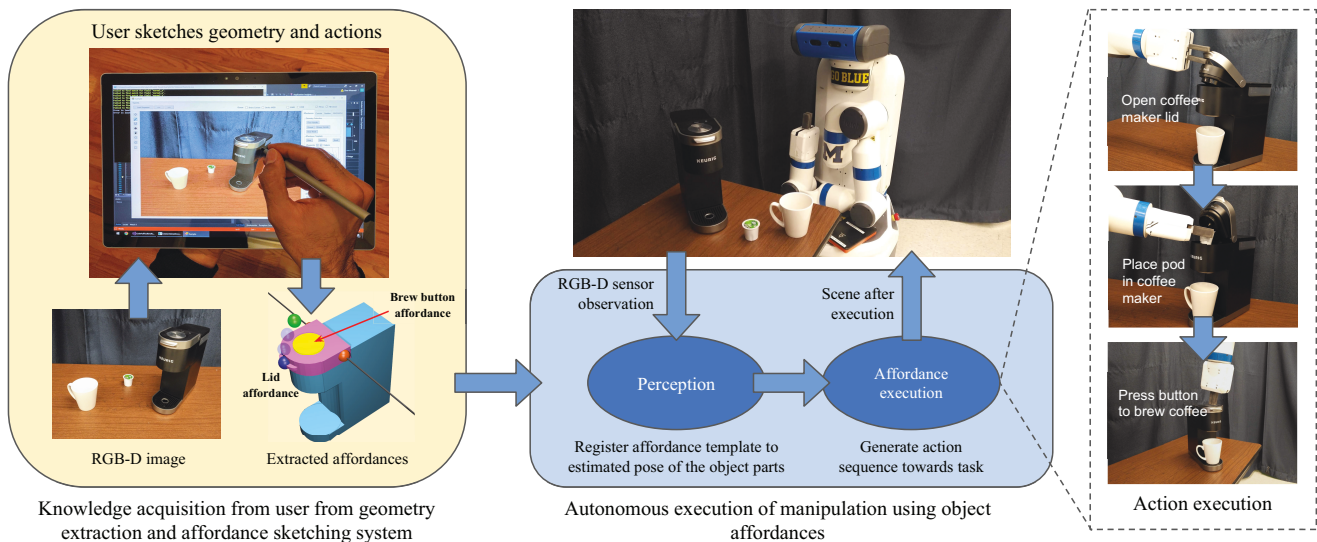 User sketches geometry and actions
KEURIG
Brew button
affordance
Lid
affordance
RGB-D image
Extracted affordances
Knowledge acquisition from user from geometry
extraction and affordance sketching system
GO BLUE
M
KEURIG
RGB-D sensor
observation
Scene after
execution
Perception
Affordance
execution
Register affordance template to
estimated pose of the object parts
Generate action
sequence towards task
Autonomous execution of manipulation using object
affordances
Open coffee
maker lid
Place pod
in coffee
maker
Press button
to brew coffee
Action execution